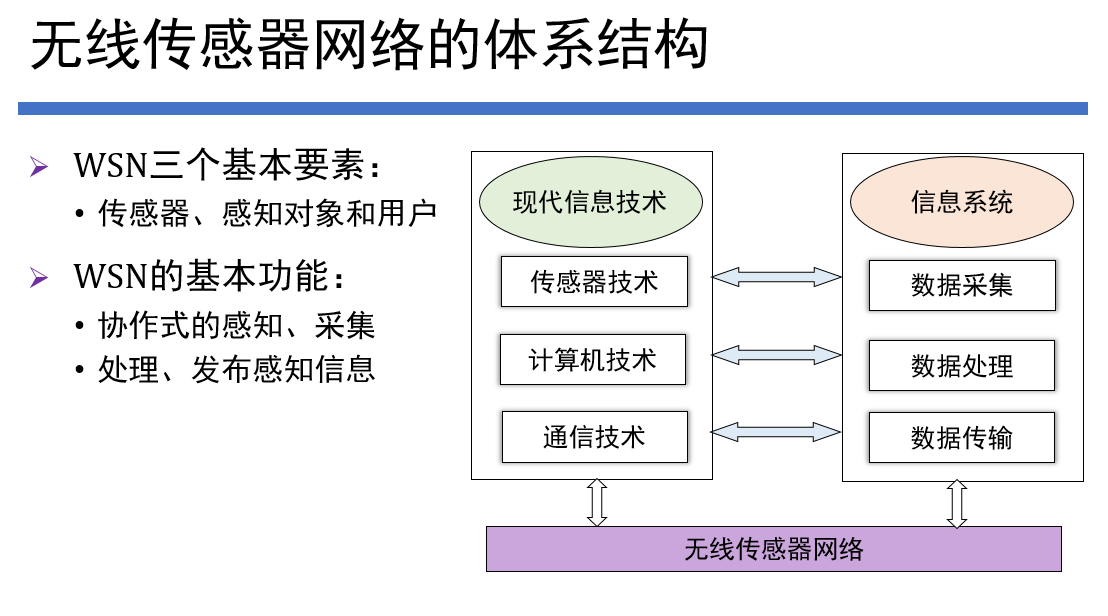 无线传感器网络的体系结构
WSN三个基本要素：
• 传感器、感知对象和用户
WSN的基本功能：
• 协作式的感知、采集
• 处理、发布感知信息
现代信息技术
传感器技术
计算机技术
通信技术
信息系统
数据采集
数据处理
数据传输
无线传感器网络